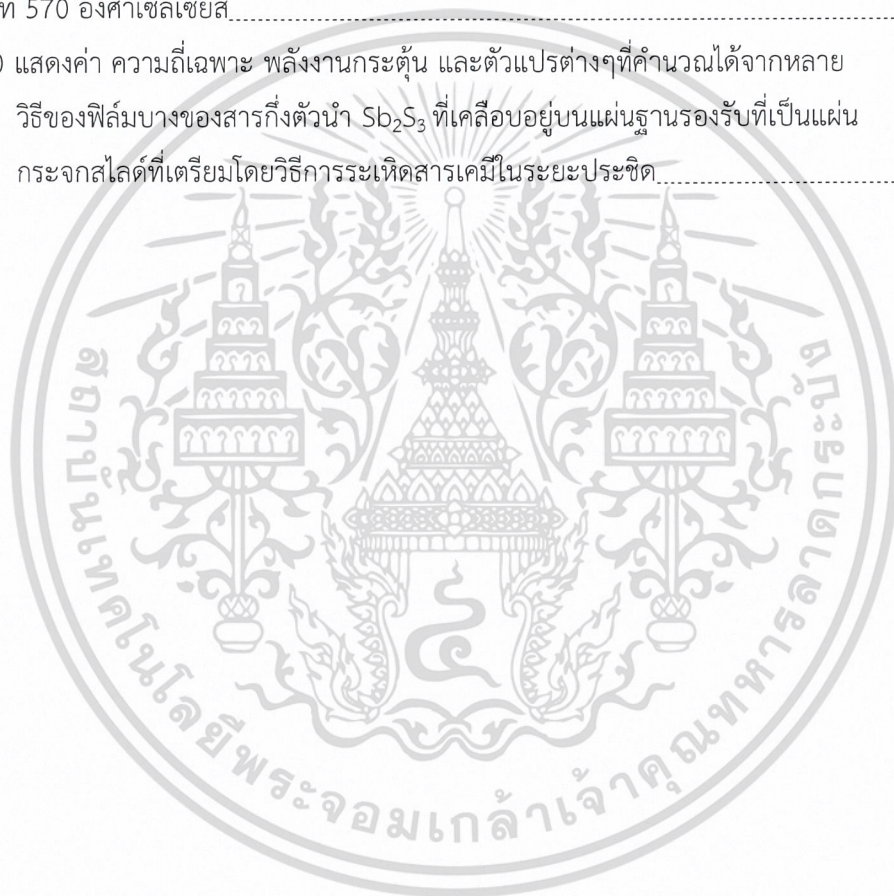 ที่ 570 องศาเซลเซียส
0 แสดงค่า ความถี่เฉพาะ พลังงานกระตุ้น และตัวแปรต่างๆที่คำนวณได้จากหลาย
วิธีของฟิล์มบางของสารกึ่งตัวนำ Sb₂S₃ ที่เคลือบอยู่บนแผ่นฐานรองรับที่เป็นแผ่น
กระจกสไลด์ที่เตรียมโดยวิธีการระเหิดสารเคมีในระยะประชิด
สถาบันเทคโนโลยีพระจอมเกล้าเจ้าคุณทหารลาดกระบัง
๔